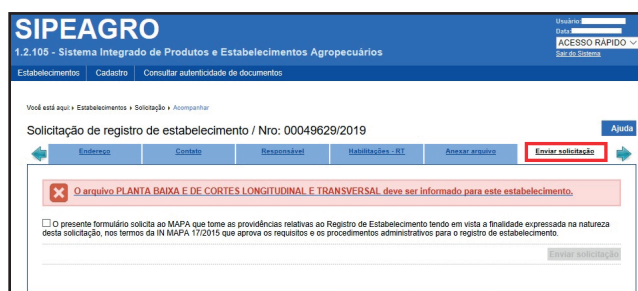 SIPEAGRO
Usuário:
Data:
1.2.105 - Sistema Integrado de Produtos e Estabelecimentos Agropecuários
ACESSO RÁPIDO
Sair do Sistema
Estabelecimentos Cadastro Consultar autenticidade de documentos
Você está aqui: Estabelecimentos Solicitação Acompanhar
Solicitação de registro de estabelecimento / Nro: 00049629/2019
Ajuda
Endereço Contato Responsável Habilitações - RT Anexar arquivo Enviar solicitação
O arquivo PLANTA BAIXA E DE CORTES LONGITUDINAL E TRANSVERSAL deve ser informado para este estabelecimento.
O presente formulário solicita ao MAPA que tome as providências relativas ao Registro de Estabelecimento tendo em vista a finalidade expressada na natureza
desta solicitação, nos termos da IN MAPA 17/2015 que aprova os requisitos e os procedimentos administrativos para o registro de estabelecimento.
Enviar solicitação